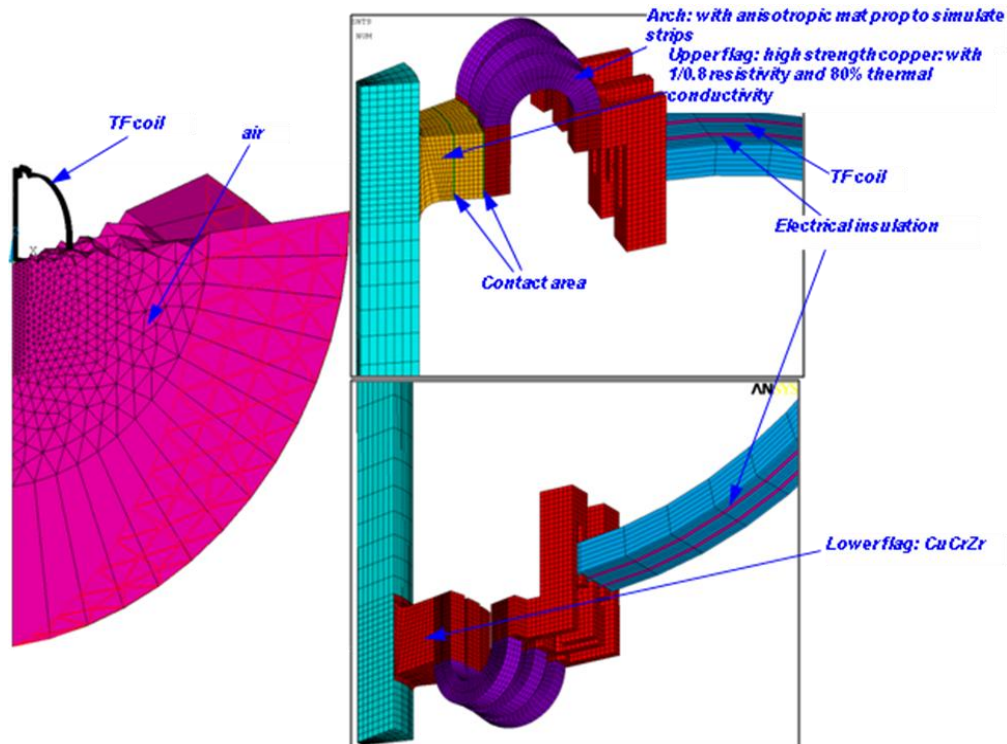 Arch: with anisotropic mat prop to simulate
strips
Upper flag: high strength copper: with
1/0.8 resistivity and 80% thermal
conductivity
TF coil
air
TF coil
Electrical insulation
Contact area
X
Lower flag: CuCrZr